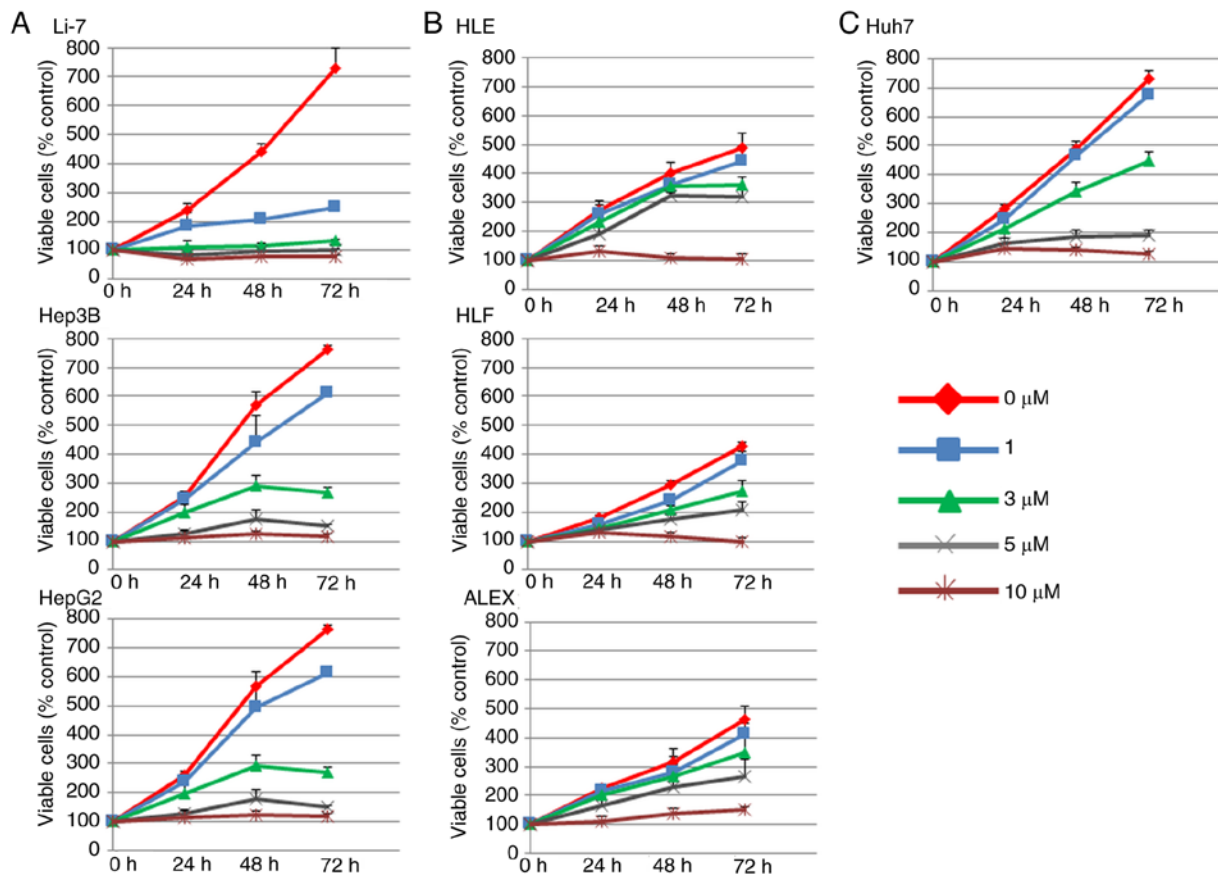 A
Li-7
Viable cells (% control)
800
700
600
500
400
300
200
100
0
0 h 24 h 48 h 72 h
Hep3B
Viable cells (% control)
800
700
600
500
400
300
200
100
0
0 h 24 h 48 h 72 h
HepG2
Viable cells (% control)
800
700
600
500
400
300
200
100
0
0 h 24 h 48 h 72 h
B
HLE
Viable cells (% control)
800
700
600
500
400
300
200
100
0
0 h 24 h 48 h 72 h
HLF
Viable cells (% control)
800
700
600
500
400
300
200
100
0
0 h 24 h 48 h 72 h
ALEX
Viable cells (% control)
800
700
600
500
400
300
200
100
0
0 h 24 h 48 h 72 h
C
Huh7
Viable cells (% control)
800
700
600
500
400
300
200
100
0
0 h 24 h 48 h 72 h
0 μM
1
3 μM
5 μM
10 μM